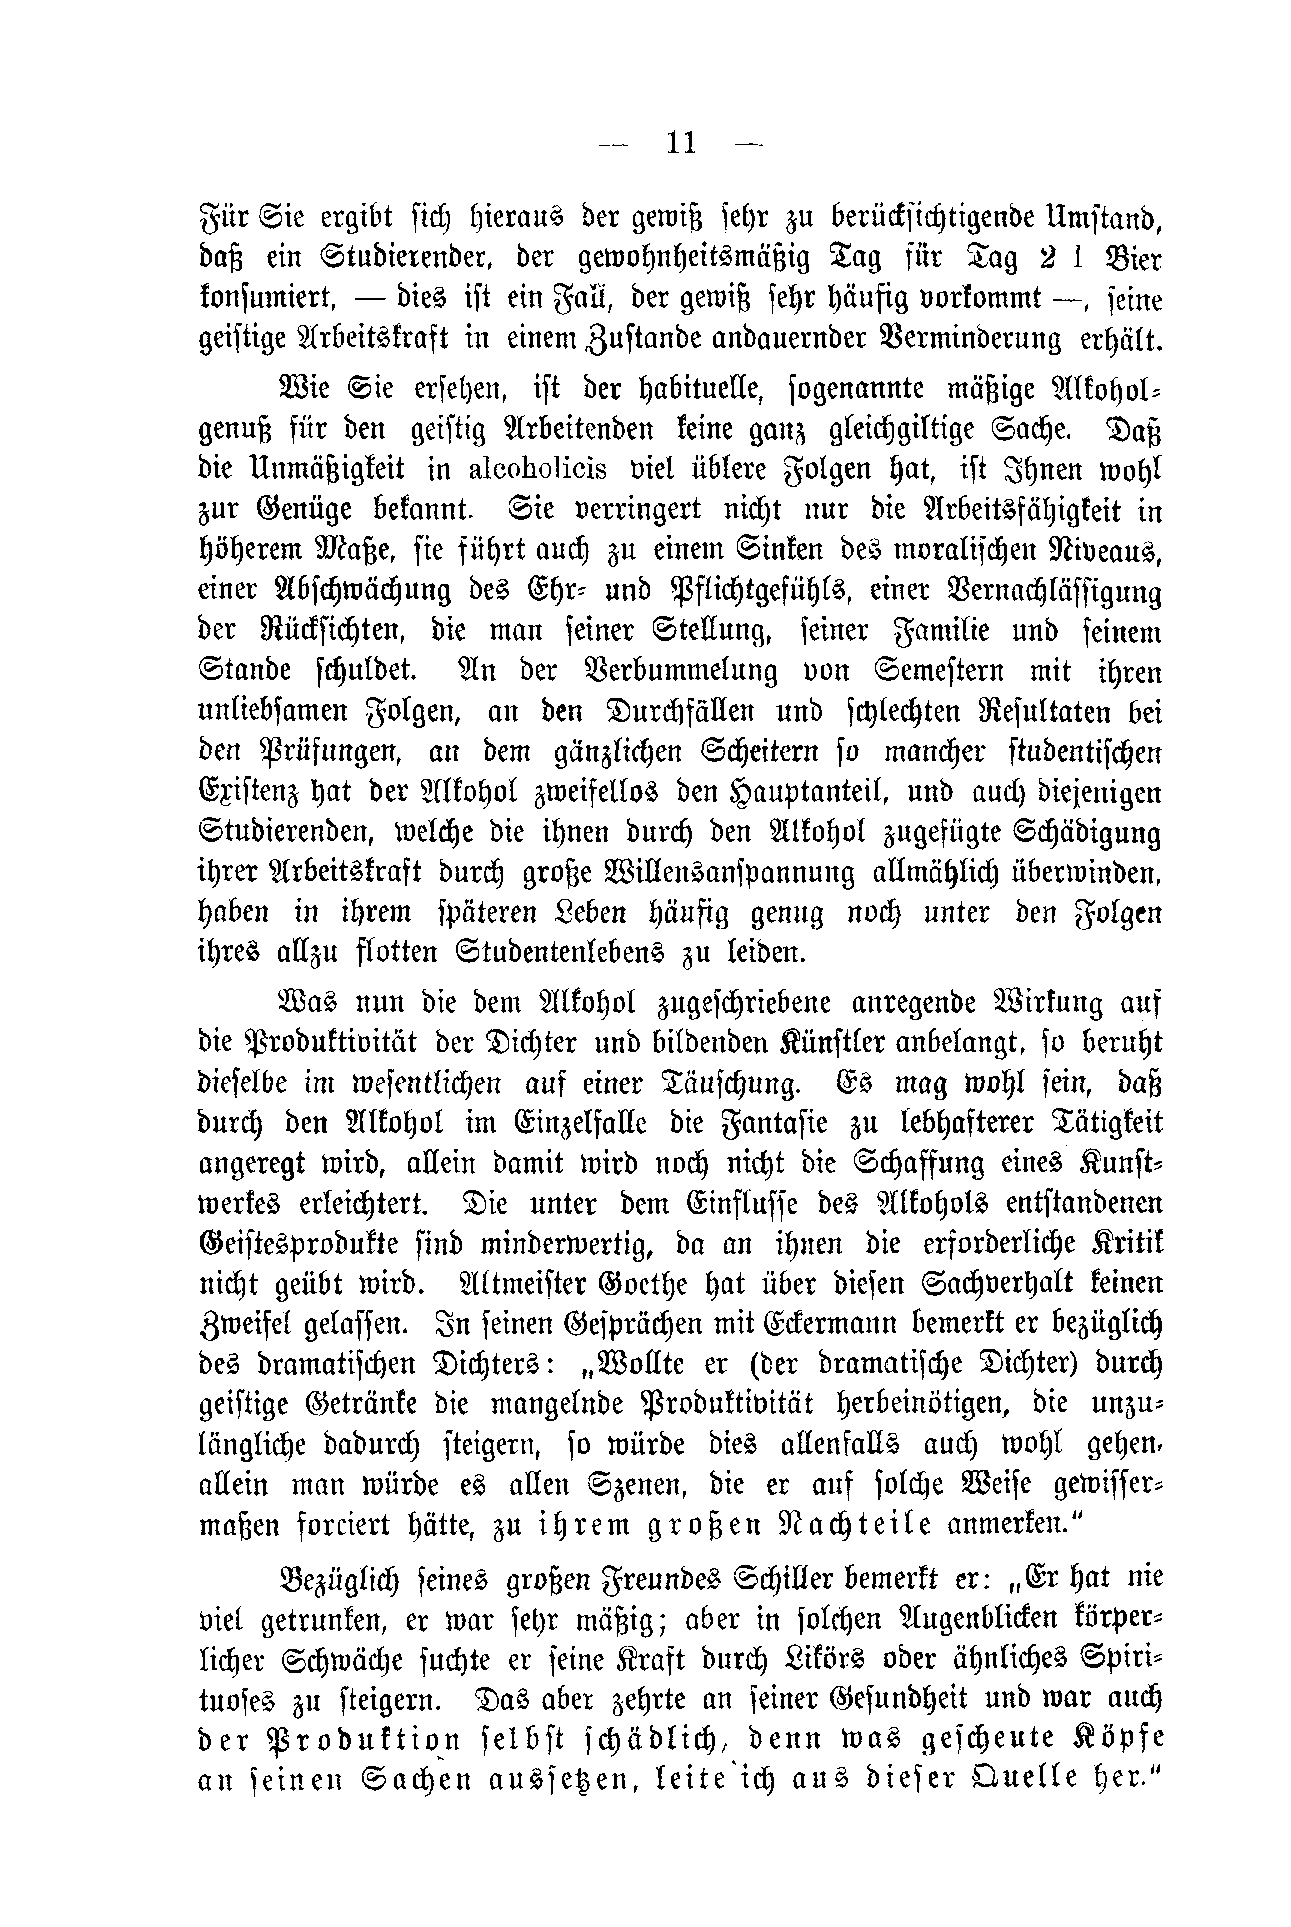 — 11 —
Für Sie ergibt sich hieraus der gewiß sehr zu berücksichtigende Umstand,
daß ein Studierender, der gewohnheitsmäßig Tag für Tag 2 l Bier
konsumiert, — dies ist ein Fall, der gewiß sehr häufig vorkommt —, seine
geistige Arbeitskraft in einem Zustande andauernder Verminderung erhält.
Wie Sie ersehen, ist der habituelle, sogenannte mäßige Alkohol-
genuß für den geistig Arbeitenden keine ganz gleichgiltige Sache. Daß
die Unmäßigkeit in alcoholicis viel üblere Folgen hat, ist Ihnen wohl
zur Genüge bekannt. Sie verringert nicht nur die Arbeitsfähigkeit in
höherem Maße, sie führt auch zu einem Sinken des moralischen Niveaus,
einer Abschwächung des Ehr- und Pflichtgefühls, einer Vernachlässigung
der Rücksichten, die man seiner Stellung, seiner Familie und seinem
Stande schuldet. An der Verbummelung von Semestern mit ihren
unliebsamen Folgen, an den Durchfällen und schlechten Resultaten bei
den Prüfungen, an dem gänzlichen Scheitern so mancher studentischen
Existenz hat der Alkohol zweifellos den Hauptanteil, und auch diejenigen
Studierenden, welche die ihnen durch den Alkohol zugefügte Schädigung
ihrer Arbeitskraft durch große Willensanspannung allmählich überwinden,
haben in ihrem späteren Leben häufig genug noch unter den Folgen
ihres allzu flotten Studentenlebens zu leiden.
Was nun die dem Alkohol zugeschriebene anregende Wirkung auf
die Produktivität der Dichter und bildenden Künstler anbelangt, so beruht
dieselbe im wesentlichen auf einer Täuschung. Es mag wohl sein, daß
durch den Alkohol im Einzelfalle die Fantasie zu lebhafterer Tätigkeit
angeregt wird, allein damit wird noch nicht die Schaffung eines Kunst-
werkes erleichtert. Die unter dem Einflusse des Alkohols entstandenen
Geistesprodukte sind minderwertig, da an ihnen die erforderliche Kritik
nicht geübt wird. Altmeister Goethe hat über diesen Sachverhalt keinen
Zweifel gelassen. In seinen Gesprächen mit Eckermann bemerkt er bezüglich
des dramatischen Dichters: „Wollte er (der dramatische Dichter) durch
geistige Getränke die mangelnde Produktivität herbeinötigen, die unzu-
längliche dadurch steigern, so würde dies allenfalls auch wohl gehen,
allein man würde es allen Szenen, die er auf solche Weise gewisser-
maßen forciert hätte, zu ihrem großen Nachteile anmerken.“
Bezüglich seines großen Freundes Schiller bemerkt er: „Er hat nie
viel getrunken, er war sehr mäßig; aber in solchen Augenblicken körper-
licher Schwäche suchte er seine Kraft durch Likörs oder ähnliches Spiri-
tuoses zu steigern. Das aber zehrte an seiner Gesundheit und war auch
der Produktion selbst schädlich, denn was gescheute Köpfe
an seinen Sachen aussetzen, leite ich aus dieser Quelle her.“